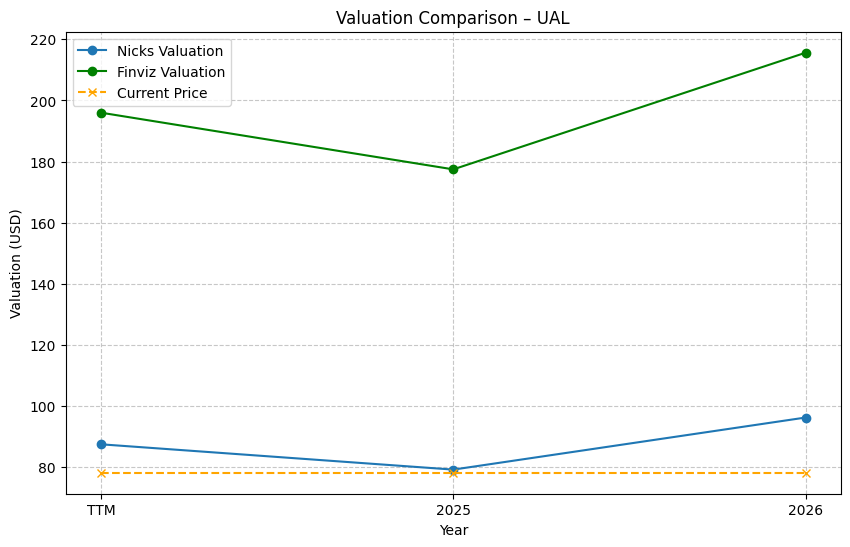 Valuation Comparison – UAL
Nicks Valuation
Finviz Valuation
Current Price
Valuation (USD)
220
200
180
160
140
120
100
80
TTM
2025
2026
Year